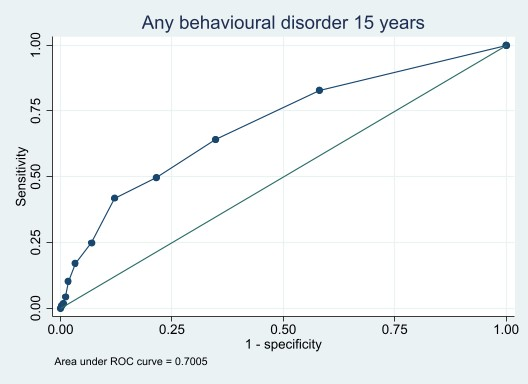 Any behavioural disorder 15 years
Sensitivity
1.00
0.75
0.50
0.25
0.00
0.00 0.25 0.50 0.75 1.00
1 - specificity
Area under ROC curve = 0.7005